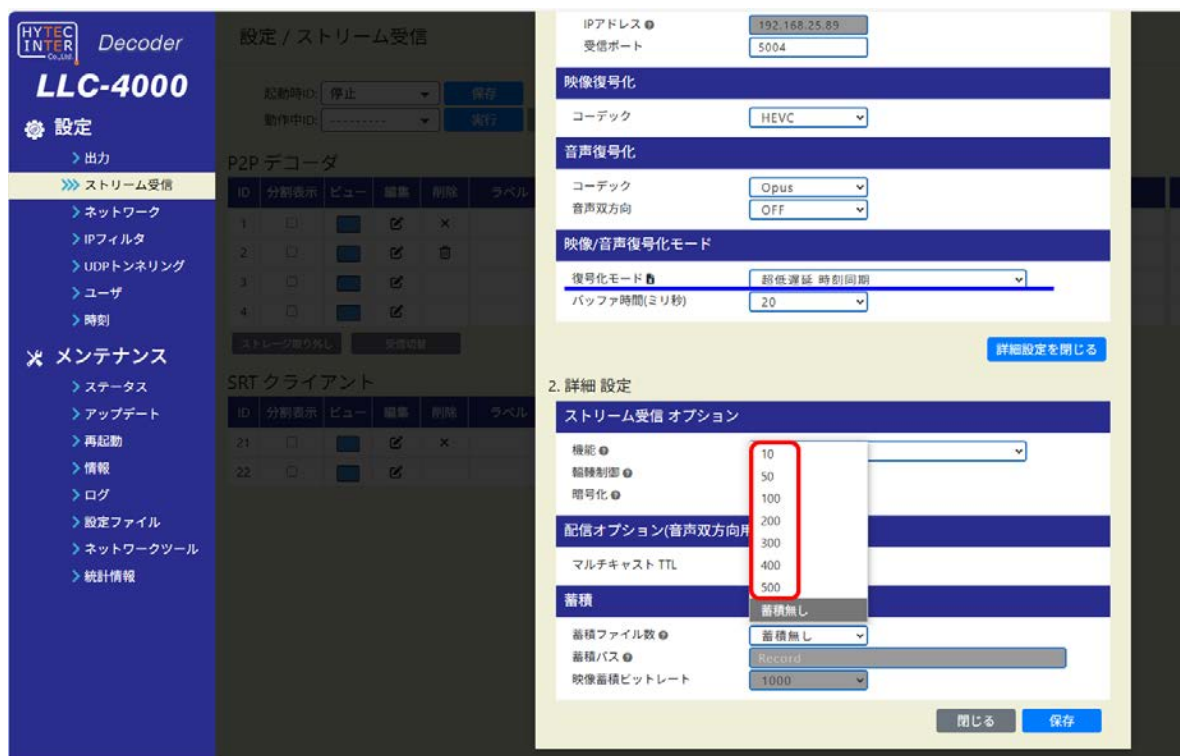 HYTEC
INTER
Co.,Ltd.
Decoder
LLC-4000
設定
出力
ストリーム受信
ネットワーク
IPフィルタ
UDPトンネリング
ユーザ
時刻
メンテナンス
ステータス
アップデート
再起動
情報
ログ
設定ファイル
ネットワークツール
統計情報
設定 / ストリーム受信
起動時ID: 停止 保存
動作中ID: --------- 実行
P2P デコーダ
ID 分割表示 ビュー 編集 削除 ラベル
1
2
3
4
ストレージ取り外し 受信切替
SRT クライアント
ID 分割表示 ビュー 編集 削除 ラベル
21
22
IPアドレス 192.168.25.89
受信ポート 5004
映像復号化
コーデック HEVC
音声復号化
コーデック Opus
音声双方向 OFF
映像/音声復号化モード
復号化モード 超低遅延 時刻同期
バッファ時間(ミリ秒) 20
詳細設定を閉じる
2. 詳細 設定
ストリーム受信 オプション
機能
輻輳制御
暗号化
配信オプション(音声双方向用
マルチキャスト TTL
10
50
100
200
300
400
500
蓄積無し
蓄積
蓄積ファイル数 蓄積無し
蓄積パス Record
映像蓄積ビットレート 1000
閉じる 保存